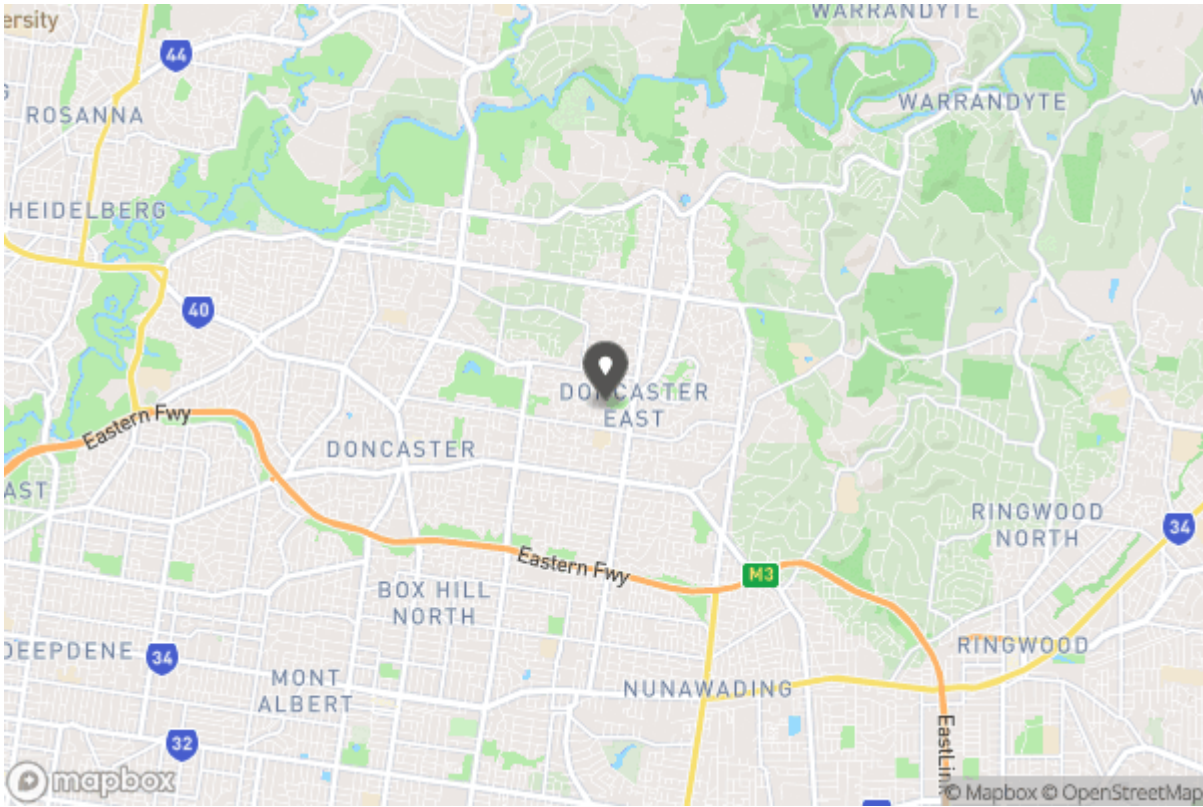 ersity
WARRANDYTE
44
ROSANNA
WARRANDYTE
HEIDELBERG
40
DONCASTER
EAST
Eastern Fwy
DONCASTER
AST
RINGWOOD
NORTH
34
Eastern Fwy
M3
BOX HILL
NORTH
DEEPDENE
34
RINGWOOD
MONT
ALBERT
NUNAWADING
32
EastLin
mapbox
© Mapbox © OpenStreetMap